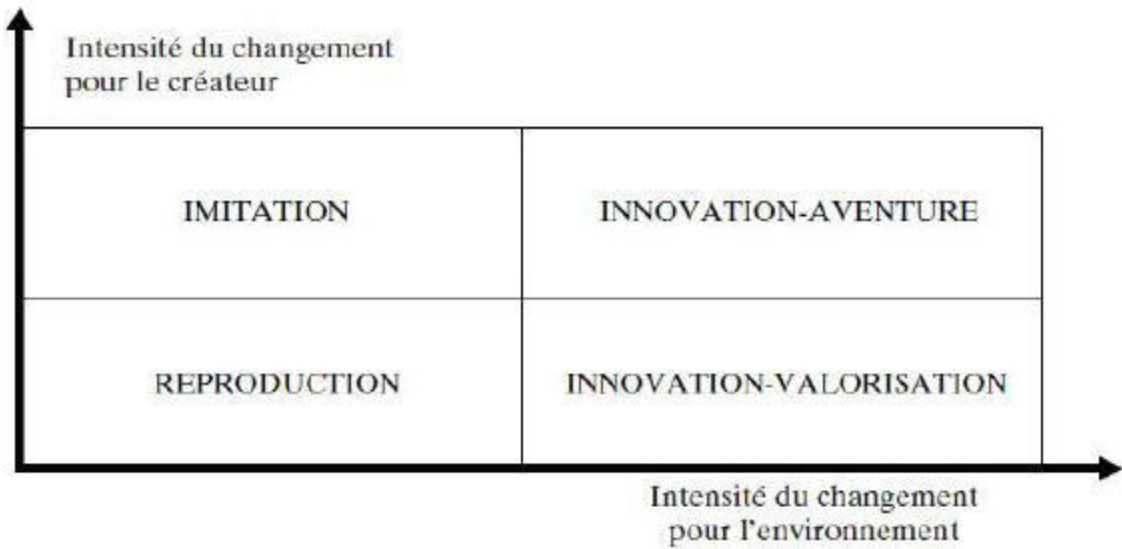 Intensité du changement
pour le créateur
IMITATION
INNOVATION-AVENTURE
REPRODUCTION
INNOVATION-VALORISATION
Intensité du changement
pour l'environnement